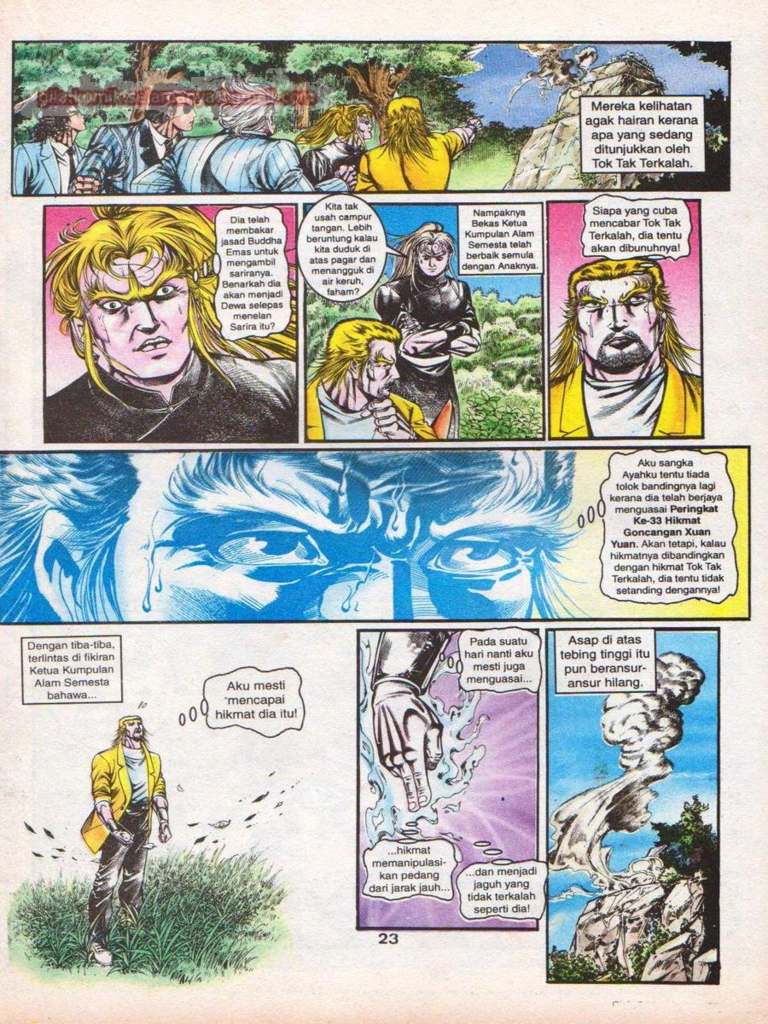 Mereka kelihatan
agak hairan kerana
apa yang sedang
ditunjukkan oleh
Tok Tak Terkalah.
Dia telah
membakar
jasad Buddha
Emas untuk
mengambil
sariranya.
Benarkah dia
akan menjadi
Dewa selepas
menelan
Sarira itu?
Kita tak
usah campur
tangan. Lebih
beruntung kalau
kita duduk di
atas pagar dan
menangguk di
air keruh,
faham?
Nampaknya
Bekas Ketua
Kumpulan Alam
Semesta telah
berbaik semula
dengan Anaknya.
Siapa yang cuba
mencabar Tok Tak
Terkalah, dia tentu
akan dibunuhnya!
Aku sangka
Ayahku tentu tiada
tolok bandingnya lagi
kerana dia telah berjaya
menguasai Peringkat
Ke-33 Hikmat
Goncangan Xuan
Yuan. Akan tetapi, kalau
hikmatnya dibandingkan
dengan hikmat Tok Tak
Terkalah, dia tentu tidak
setanding dengannya!
Dengan tiba-tiba,
terlintas di fikiran
Ketua Kumpulan
Alam Semesta
bahawa...
Aku mesti
mencapai
hikmat dia itu!
Pada suatu
hari nanti aku
mesti juga
menguasai...
...hikmat
memanipulasi-
kan pedang
dari jarak jauh...
...dan menjadi
jaguh yang
tidak terkalah
seperti dia!
Asap di atas
tebing tinggi itu
pun beransur-
ansur hilang.
23